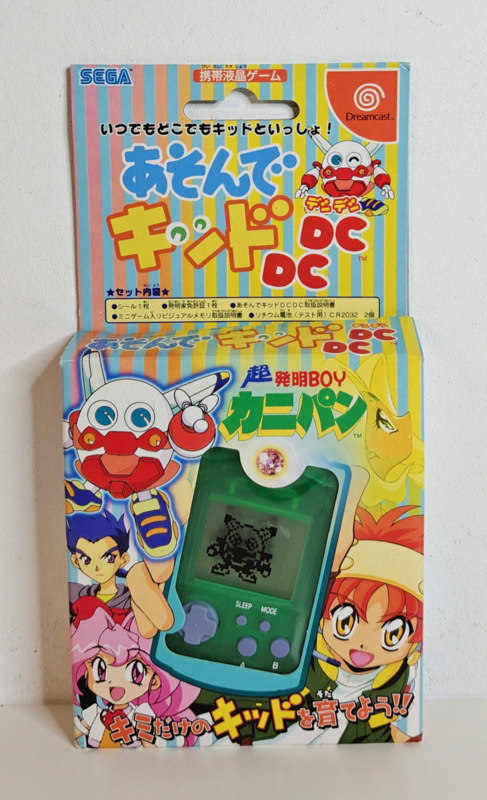 SEGA
携帯液晶ゲーム
Dreamcast.
いつでもどこでもキッドといっしょ!
あそんで
キッド
デンデン
DC
DC
TM
★セット内容★
●シール1枚 ●発明家免許証1枚 ●あそんでキッドDCDC取扱説明書
●ミニゲーム入りビジュアルメモリ取扱説明書 ●リチウム電池(テスト用)CR2032 2個
あそんでキッド
DC
DC
超発明BOY
カニパン
TM
SLEEP MODE
A B
キミだけのキッドを育てよう!!